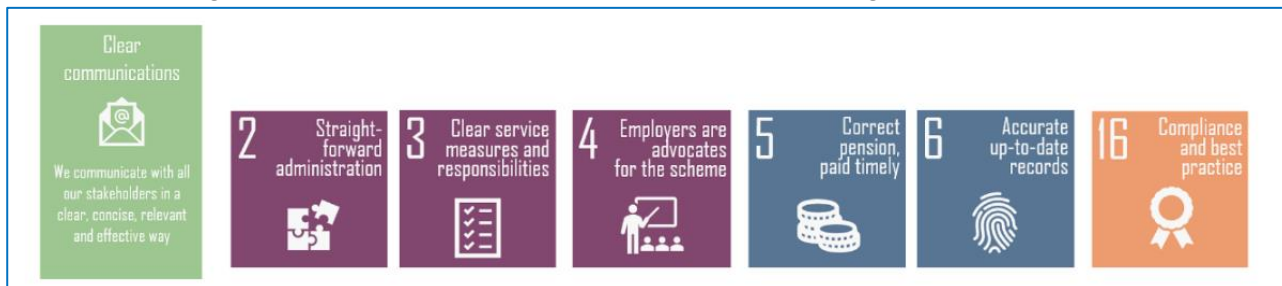 Clear
communications
@
We communicate with all
our stakeholders in a
clear, concise, relevant
and effective way
2
Straight-
forward
administration
3
Clear service
measures and
responsibilities
4
Employers are
advocates
for the scheme
5
Correct
pension,
paid timely
6
Accurate
up-to-date
records
16
Compliance
and best
practice